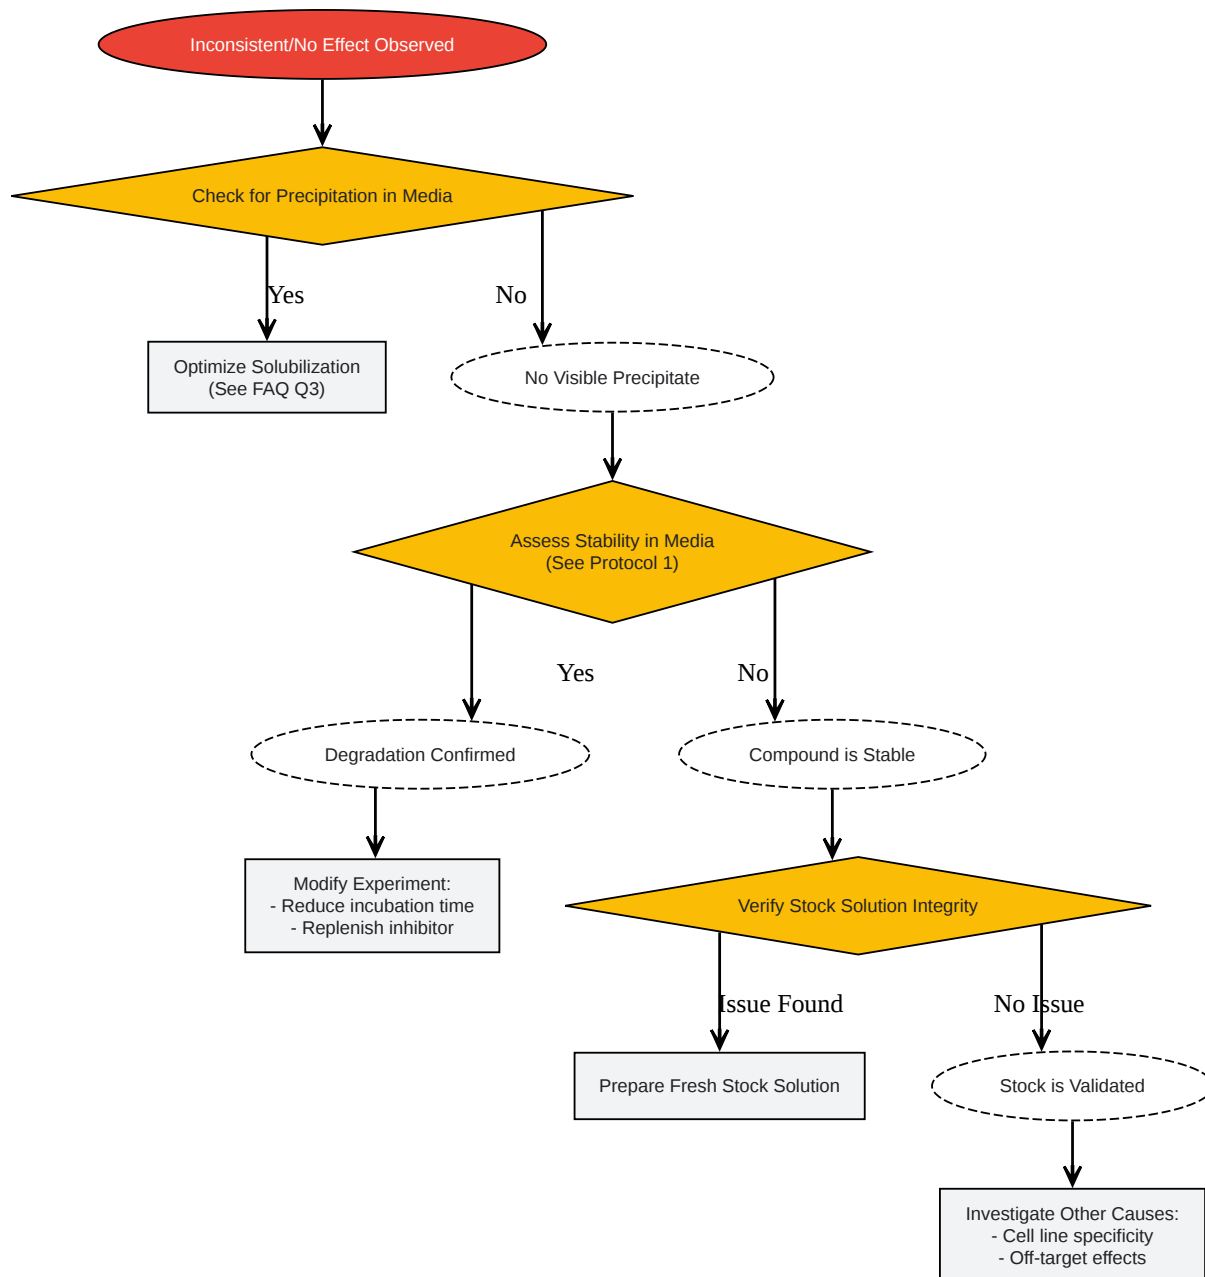 Inconsistent/No Effect Observed
Check for Precipitation in Media
Yes
No
Optimize Solubilization
(See FAQ Q3)
No Visible Precipitate
Assess Stability in Media
(See Protocol 1)
Yes
No
Degradation Confirmed
Compound is Stable
Modify Experiment:
- Reduce incubation time
- Replenish inhibitor
Verify Stock Solution Integrity
Issue Found
No Issue
Prepare Fresh Stock Solution
Stock is Validated
Investigate Other Causes:
- Cell line specificity
- Off-target effects